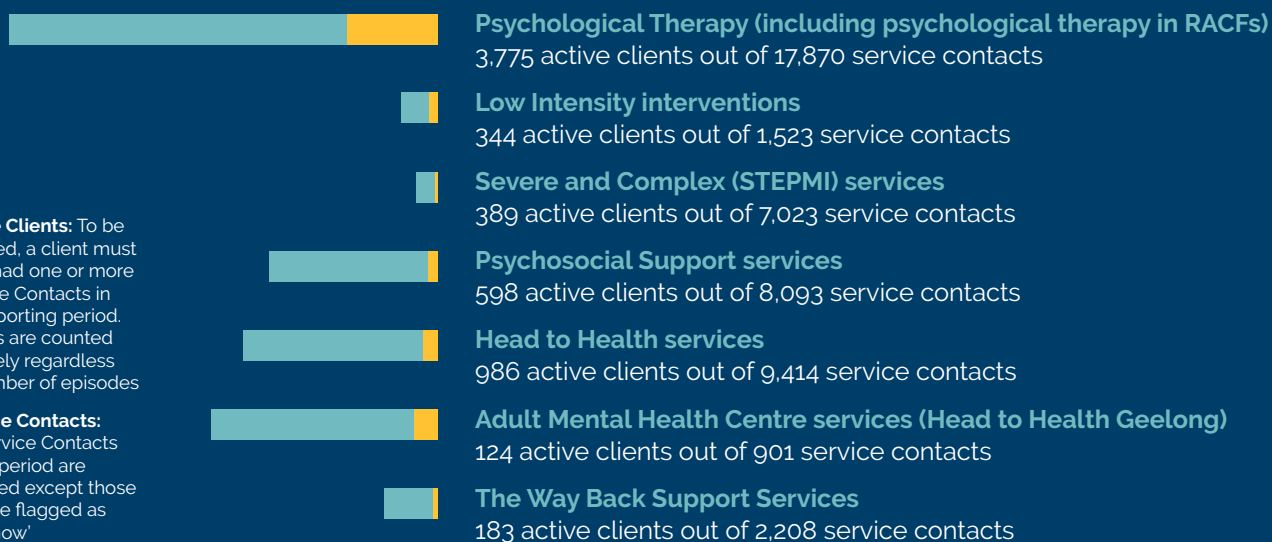 Psychological Therapy (including psychological therapy in RACFs)
3,775 active clients out of 17,870 service contacts
Low Intensity interventions
344 active clients out of 1,523 service contacts
Severe and Complex (STEPMI) services
389 active clients out of 7,023 service contacts
Psychosocial Support services
598 active clients out of 8,093 service contacts
Head to Health services
986 active clients out of 9,414 service contacts
Adult Mental Health Centre services (Head to Health Geelong)
124 active clients out of 901 service contacts
The Way Back Support Services
183 active clients out of 2,208 service contacts
Clients: To be
a client must
had one or more
Contacts in
period.
are counted
regardless
of episodes
Contacts:
Contacts
period are
except those
flagged as